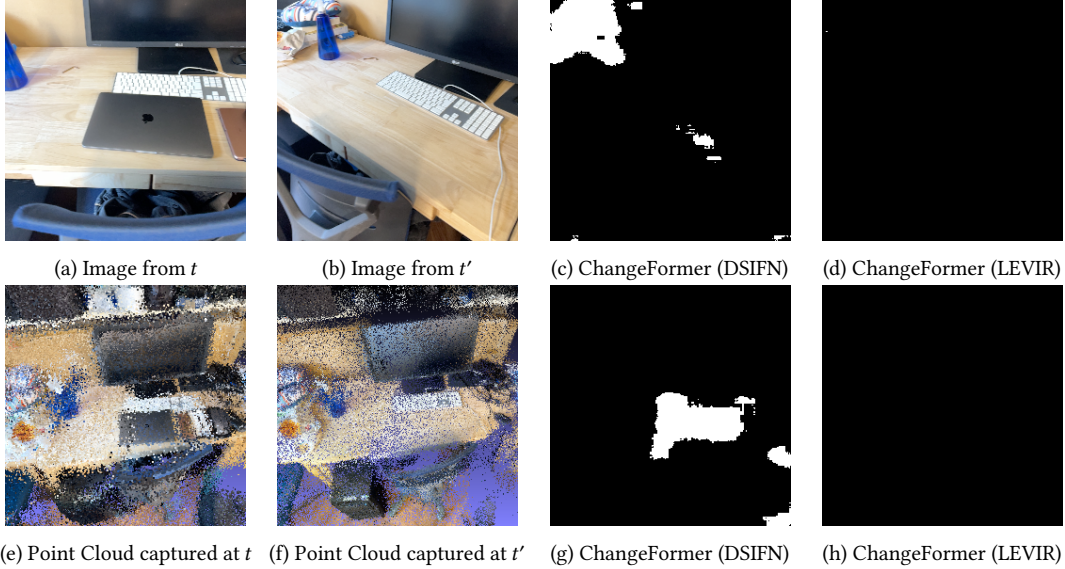 (a) Image from t
(b) Image from t′
(c) ChangeFormer (DSIFN)
(d) ChangeFormer (LEVIR)
(e) Point Cloud captured at t
(f) Point Cloud captured at t′
(g) ChangeFormer (DSIFN)
(h) ChangeFormer (LEVIR)